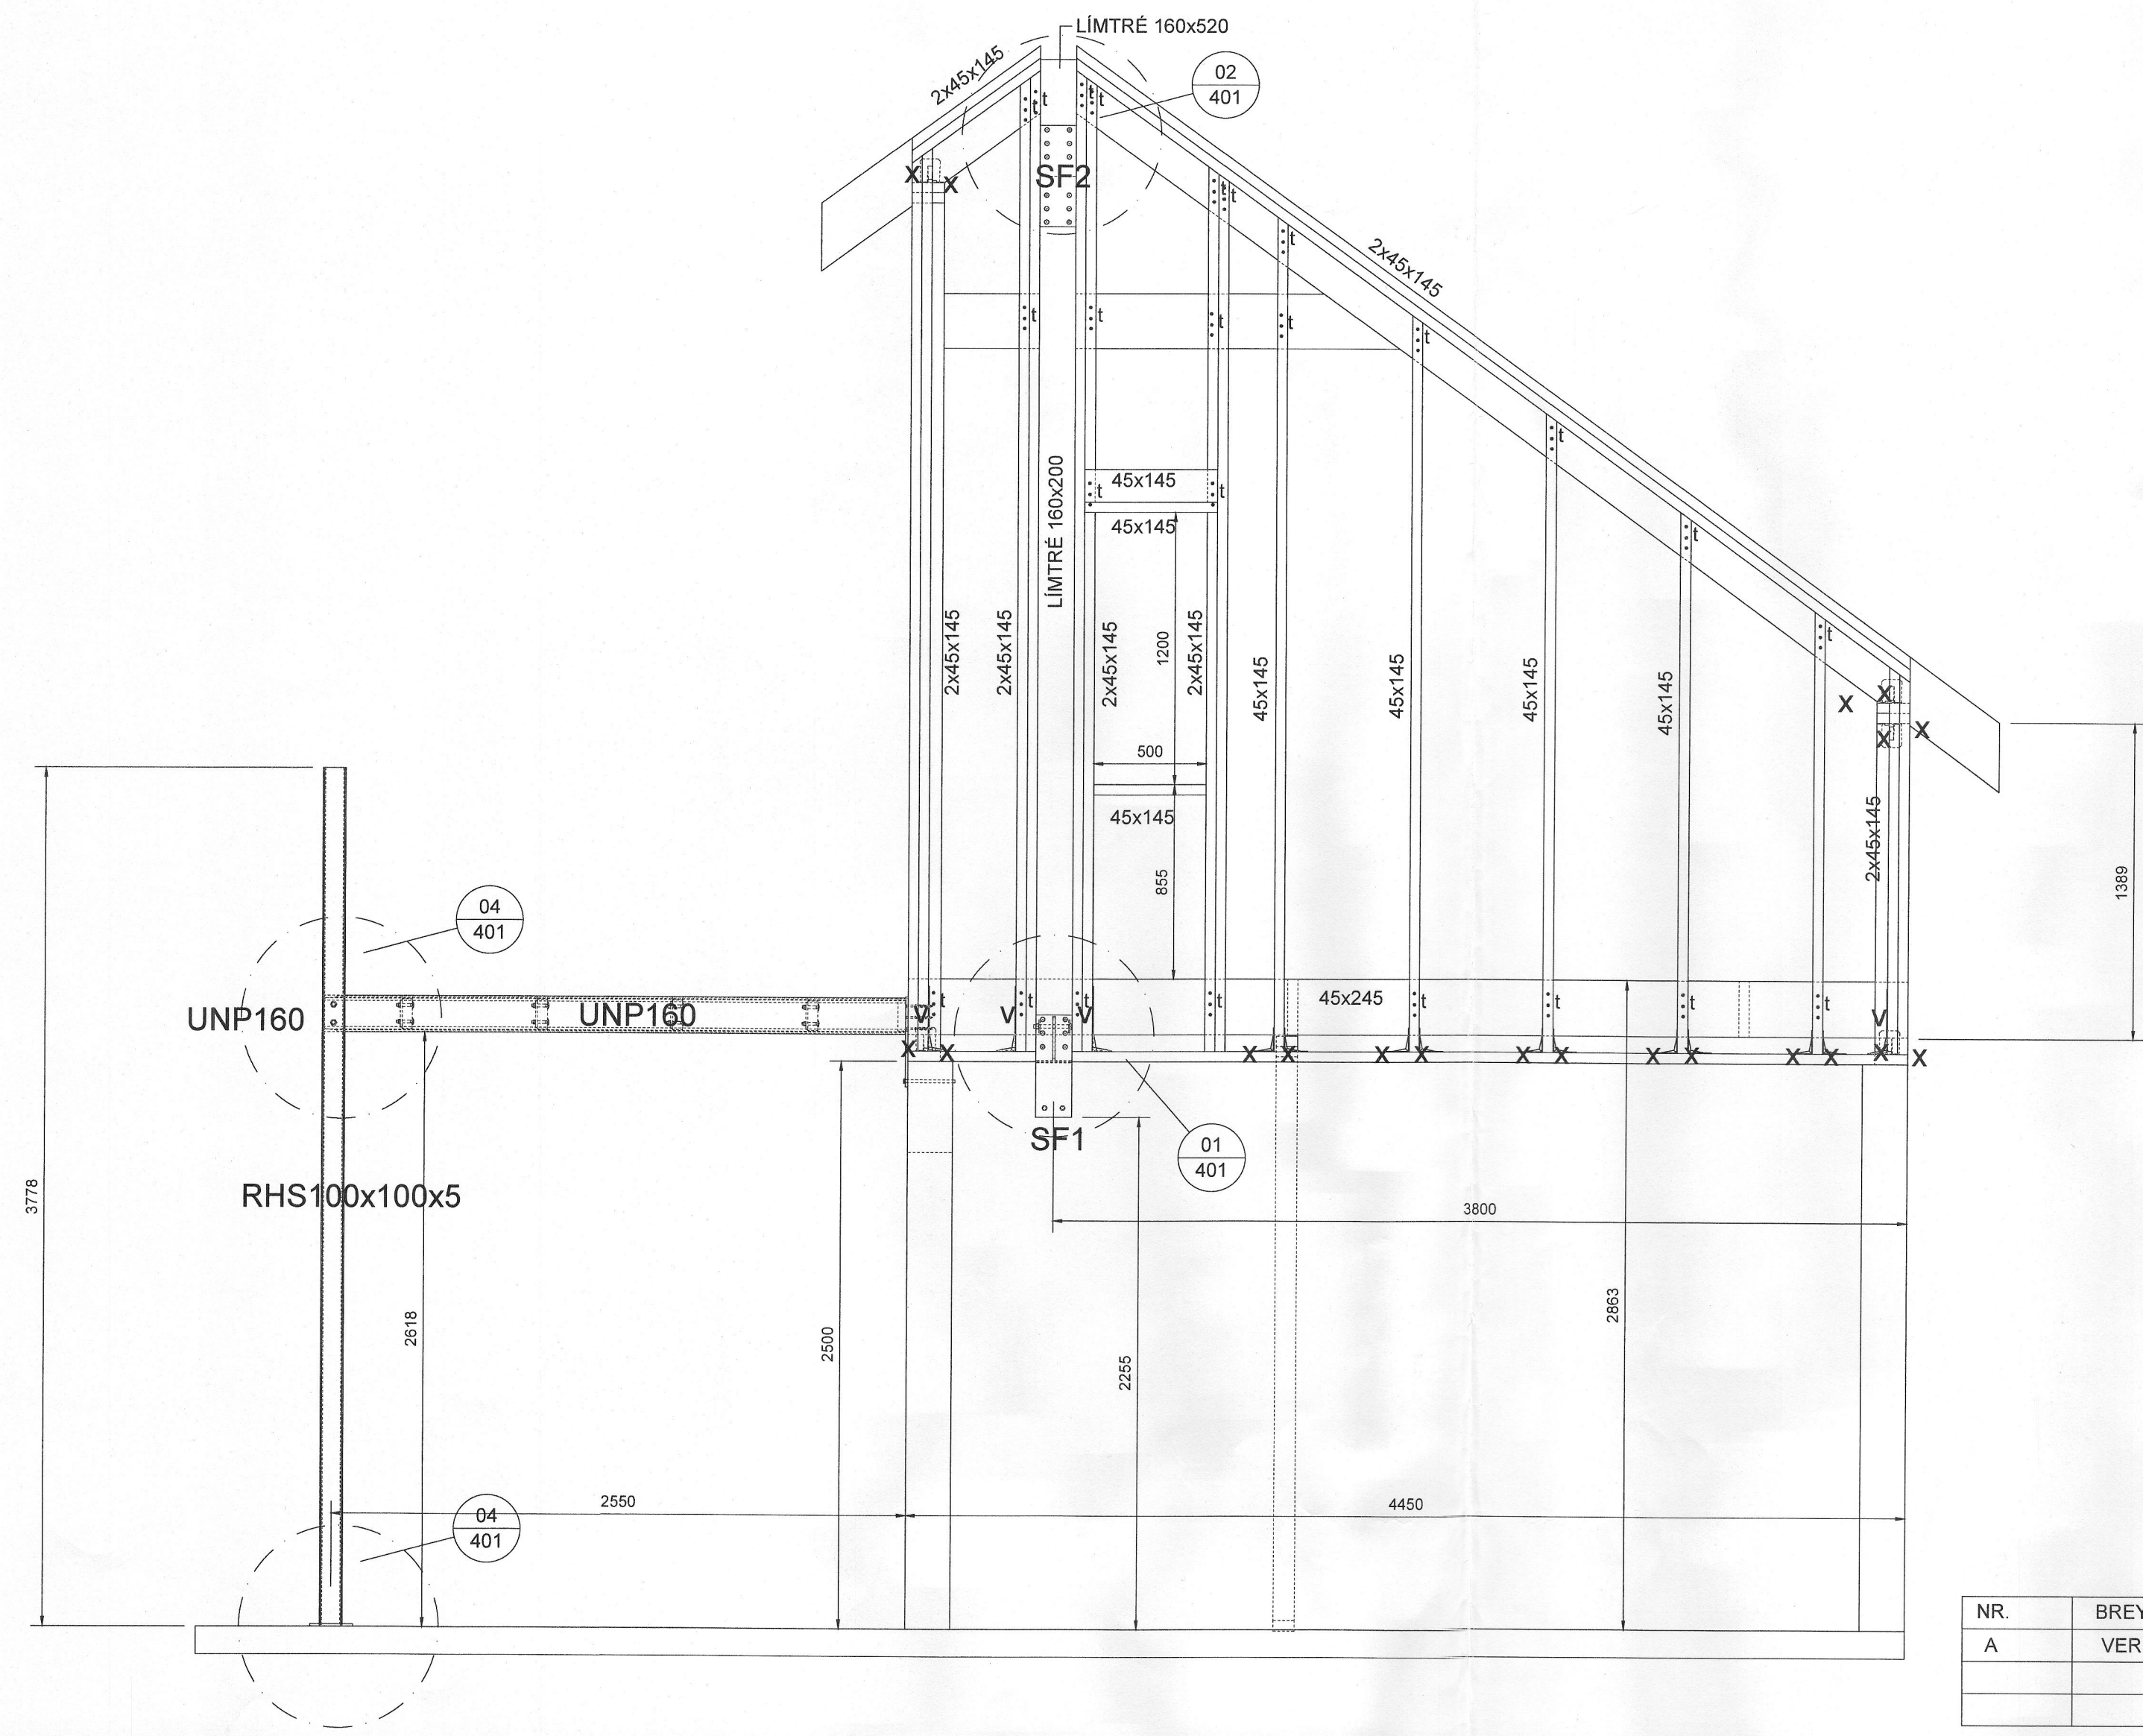 LÍMTRÉ 160x520
2x45x145
02
401
t
t
t
t
SF2
X
X
t
t
t
2x45x145
t
t
t
t
t
t
45x145
t
t
45x145
LÍMTRÉ 160x200
t
t
2x45x145
2x45x145
2x45x145
1200
2x45x145
45x145
45x145
45x145
45x145
X
X
X
X
500
45x145
2x45x145
855
1389
04
401
UNP160
UNP160
V
t
V
t
V
45x245
t
t
t
t
V
X
X
X
X
X
X
X
X
X
X
X
X
X
X
SF1
01
401
3778
RHS100x100x5
3800
2618
2500
2255
2863
2550
4450
04
401
NR.
BREY
A
VER